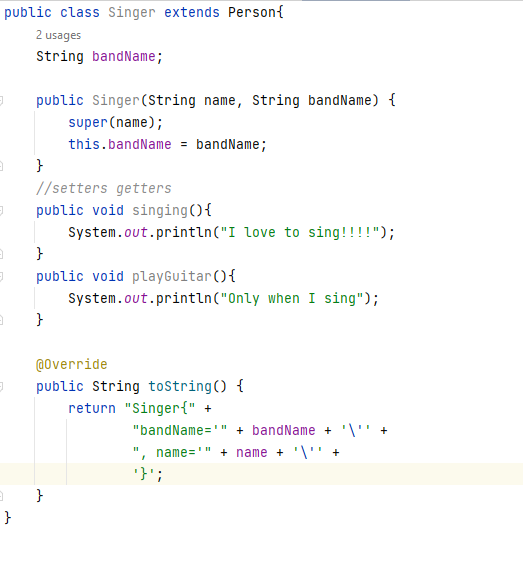 public class Singer extends Person{
2 usages
    String bandName;

    public Singer(String name, String bandName) {
        super(name);
        this.bandName = bandName;
    }
    //setters getters
    public void singing(){
        System.out.println("I love to sing!!!!");
    }
    public void playGuitar(){
        System.out.println("Only when I sing");
    }

    @Override
    public String toString() {
        return "Singer{" +
                "bandName='" + bandName + '\'' +
                ", name='" + name + '\'' +
                '}';
    }
}